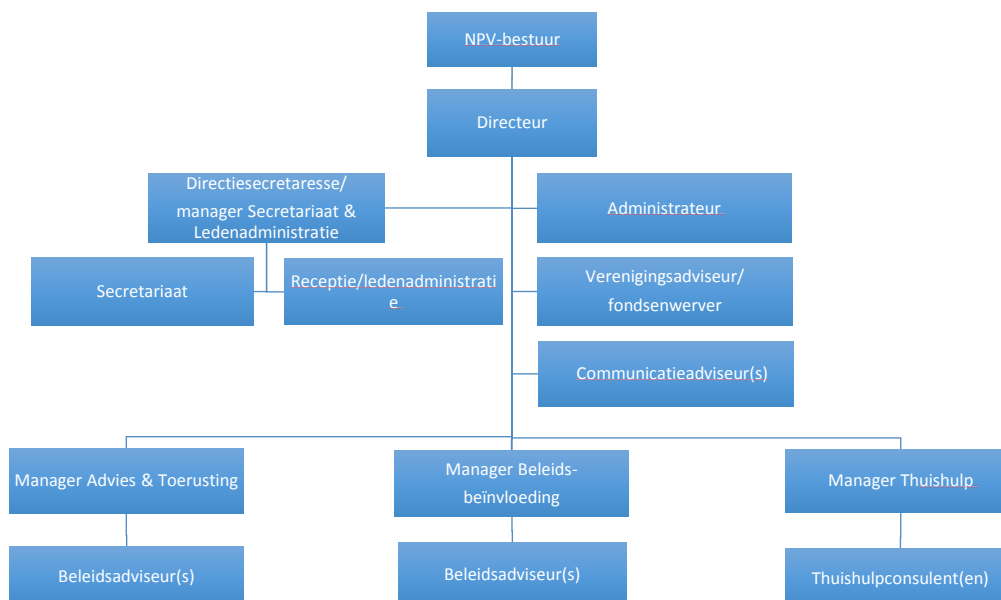 NPV-bestuur
Directeur
Directiesecretaresse/
manager Secretariaat &
Ledenadministratie
Administrateur
Secretariaat
Receptie/ledenadministrati
e
Verenigingsadviseur/
fondsenwerver
Communicatieadviseur(s)
Manager Advies & Toerusting
Manager Beleids-
beïnvloeding
Manager Thuishulp
Beleidsadviseur(s)
Beleidsadviseur(s)
Thuishulpconsulent(en)